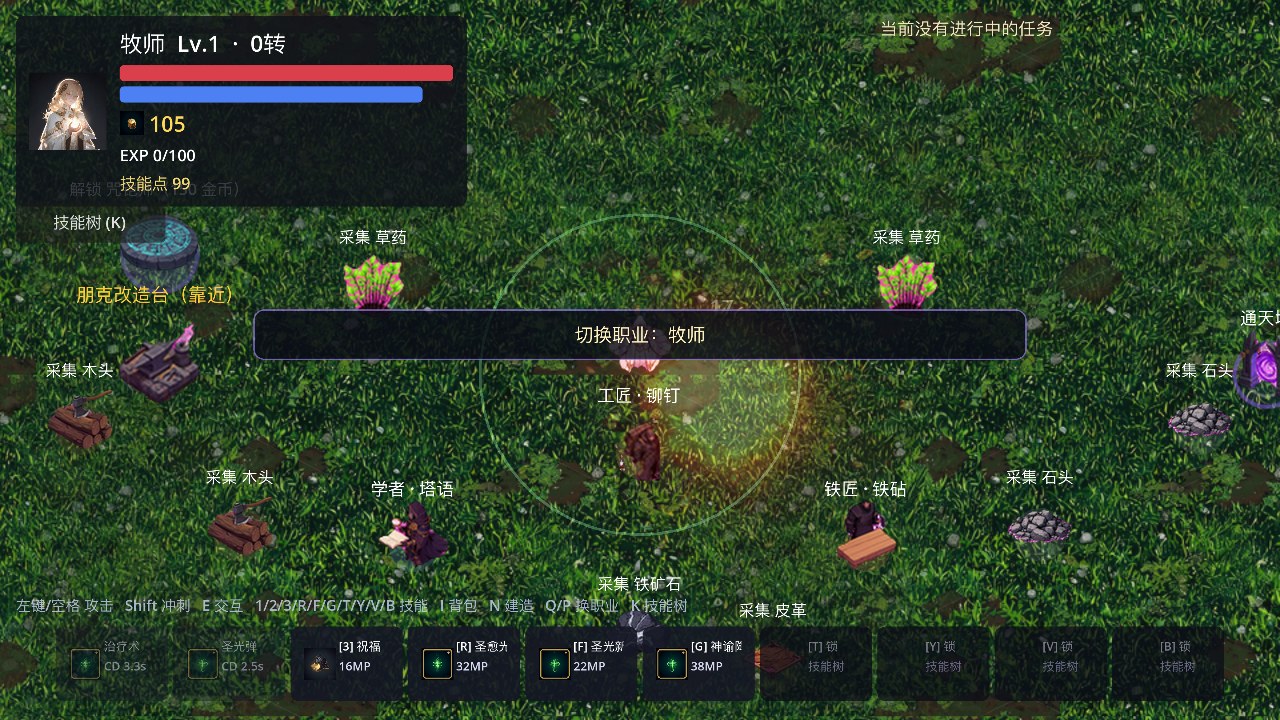 牧师 Lv.1 · 0转
当前没有进行中的任务
105
EXP 0/100
技能点 99
技能树 (K)
采集 草药
采集 草药
朋克改造台（靠近）
切换职业：牧师
采集 木头
采集 石头
工匠 · 铆钉
采集 木头
学者 · 塔语
铁匠 · 铁砧
采集 石头
采集 铁矿石
左键/空格 攻击 Shift 冲刺 E 交互 1/2/3/R/F/G/T/Y/V/B 技能 I 背包 N 建造 Q/P 换职业 K 技能树
采集 皮革
治疗术
CD 3.3s
圣光弹
CD 2.5s
[3] 祝福
16MP
[R] 圣愈光
32MP
[F] 圣光
22MP
[G] 神谕
38MP
[T] 锁
技能树
[Y] 锁
技能树
[V] 锁
技能树
[B] 锁
技能树